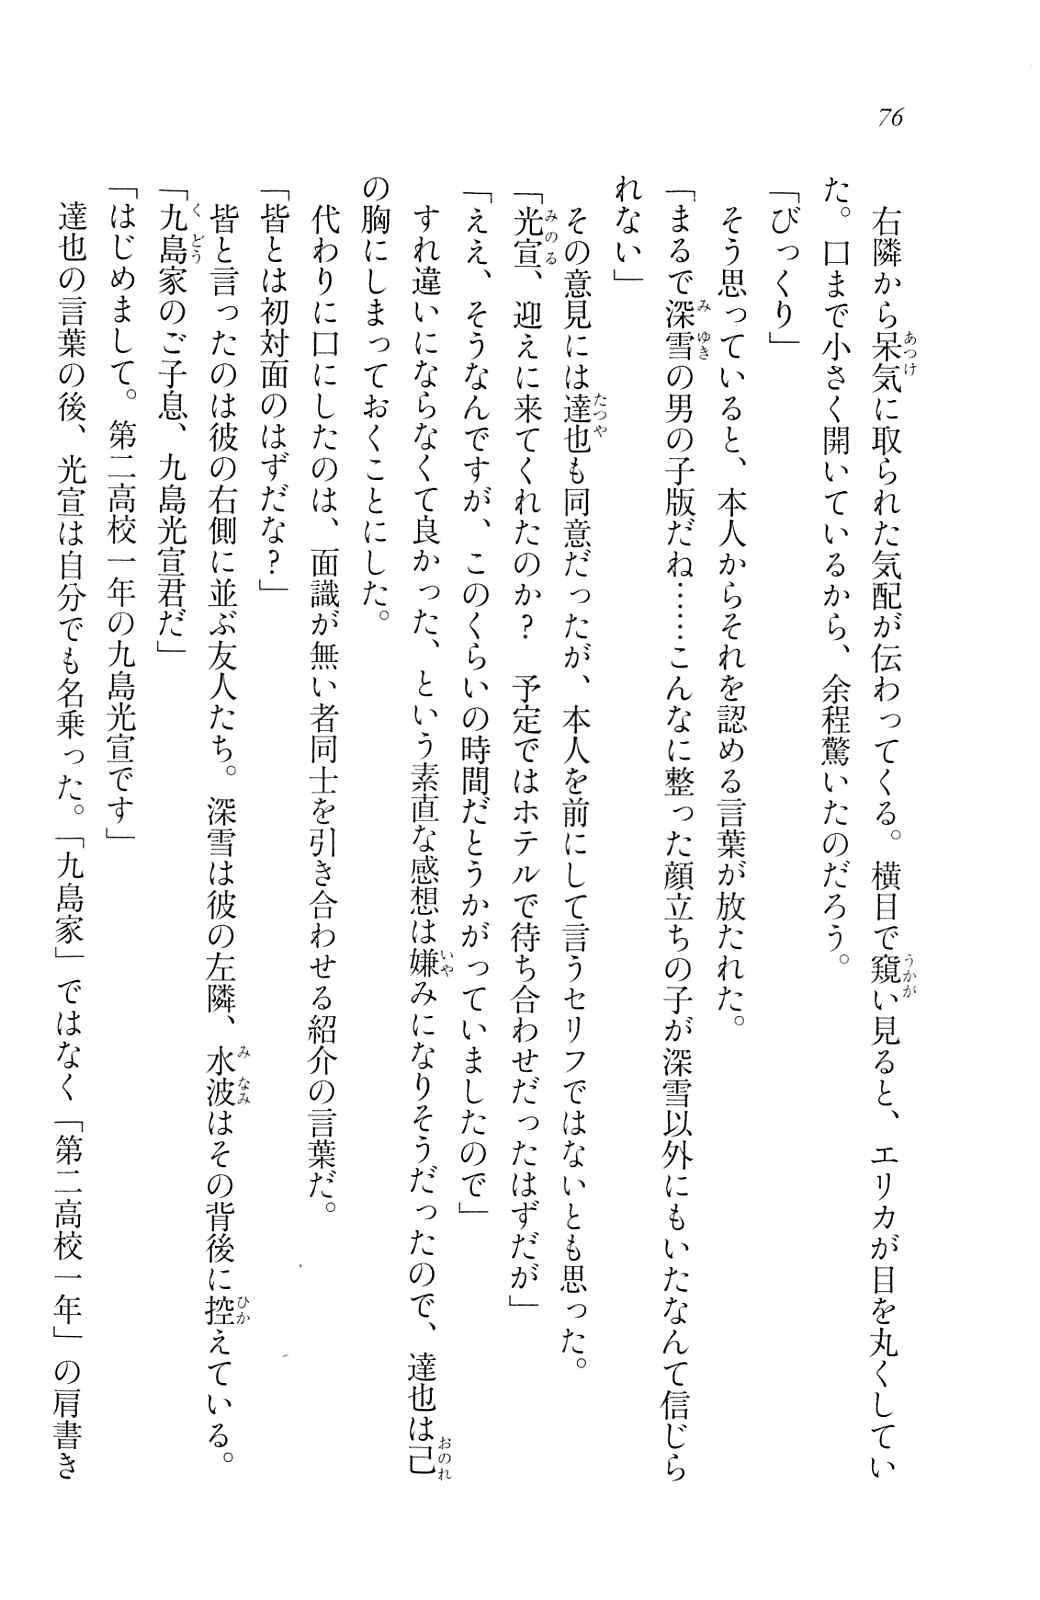 76
右隣から呆気に取られた気配が伝わってくる。横目で窺い見ると、エリカが目を丸くしてい
た。口まで小さく開いているから、余程驚いたのだろう。
「びっくり」
そう思っていると、本人からそれを認める言葉が放たれた。
「まるで深雪の男の子版だね……こんなに整った顔立ちの子が深雪以外にもいたなんて信じら
れない」
その意見には達也も同意だったが、本人を前にして言うセリフではないとも思った。
「光宣、迎えに来てくれたのか？　予定ではホテルで待ち合わせだったはずだが」
「ええ、そうなんですが、このくらいの時間だとうかがっていましたので」
すれ違いにならなくて良かった、という素直な感想は嫌みになりそうだったので、達也は己
の胸にしまっておくことにした。
代わりに口にしたのは、面識が無い者同士を引き合わせる紹介の言葉だ。
「皆とは初対面のはずだな？」
皆と言ったのは彼の右側に並ぶ友人たち。深雪は彼の左隣、水波はその背後に控えている。
「九島家のご子息、九島光宣君だ」
「はじめまして。第二高校一年の九島光宣です」
達也の言葉の後、光宣は自分でも名乗った。「九島家」ではなく「第二高校一年」の肩書き